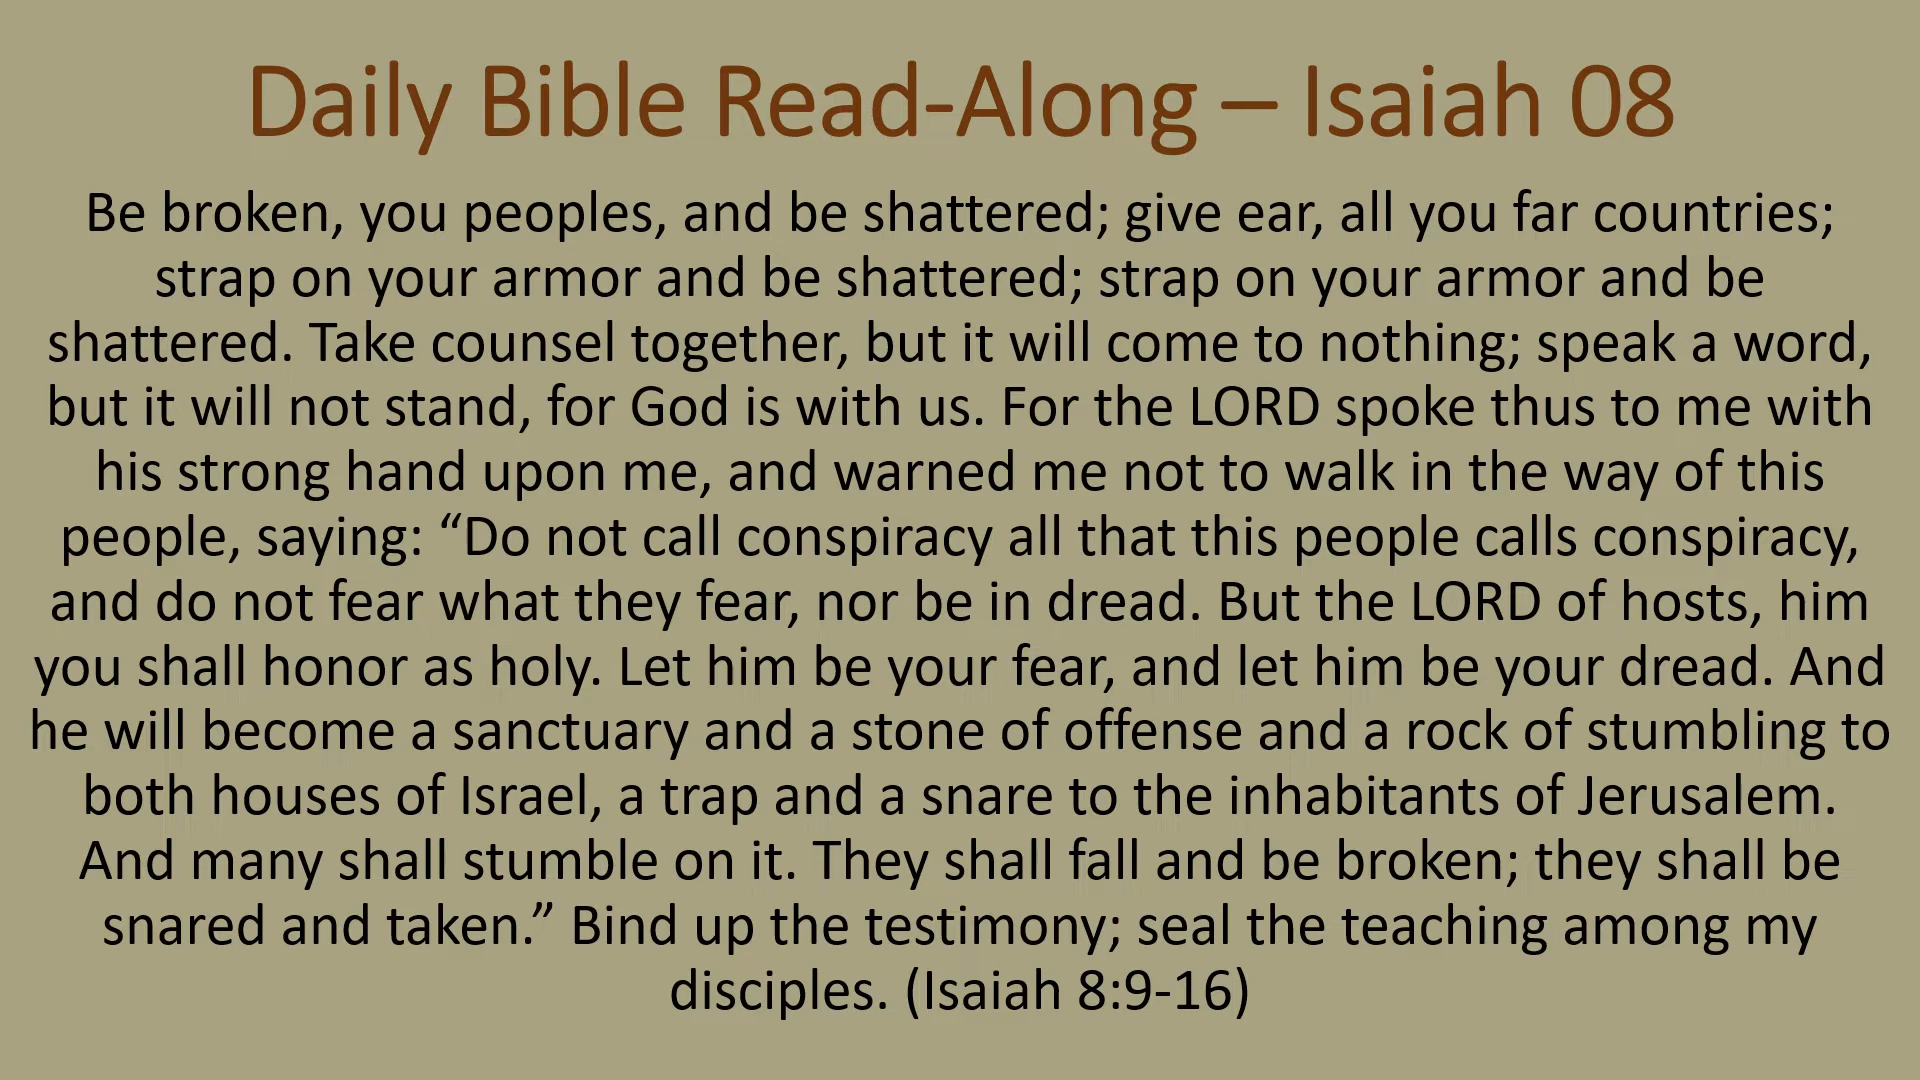 Daily Bible Read-Along – Isaiah 08
Be broken, you peoples, and be shattered; give ear, all you far countries;
strap on your armor and be shattered; strap on your armor and be
shattered. Take counsel together, but it will come to nothing; speak a word,
but it will not stand, for God is with us. For the LORD spoke thus to me with
his strong hand upon me, and warned me not to walk in the way of this
people, saying: “Do not call conspiracy all that this people calls conspiracy,
and do not fear what they fear, nor be in dread. But the LORD of hosts, him
you shall honor as holy. Let him be your fear, and let him be your dread. And
he will become a sanctuary and a stone of offense and a rock of stumbling to
both houses of Israel, a trap and a snare to the inhabitants of Jerusalem.
And many shall stumble on it. They shall fall and be broken; they shall be
snared and taken.” Bind up the testimony; seal the teaching among my
disciples. (Isaiah 8:9-16)